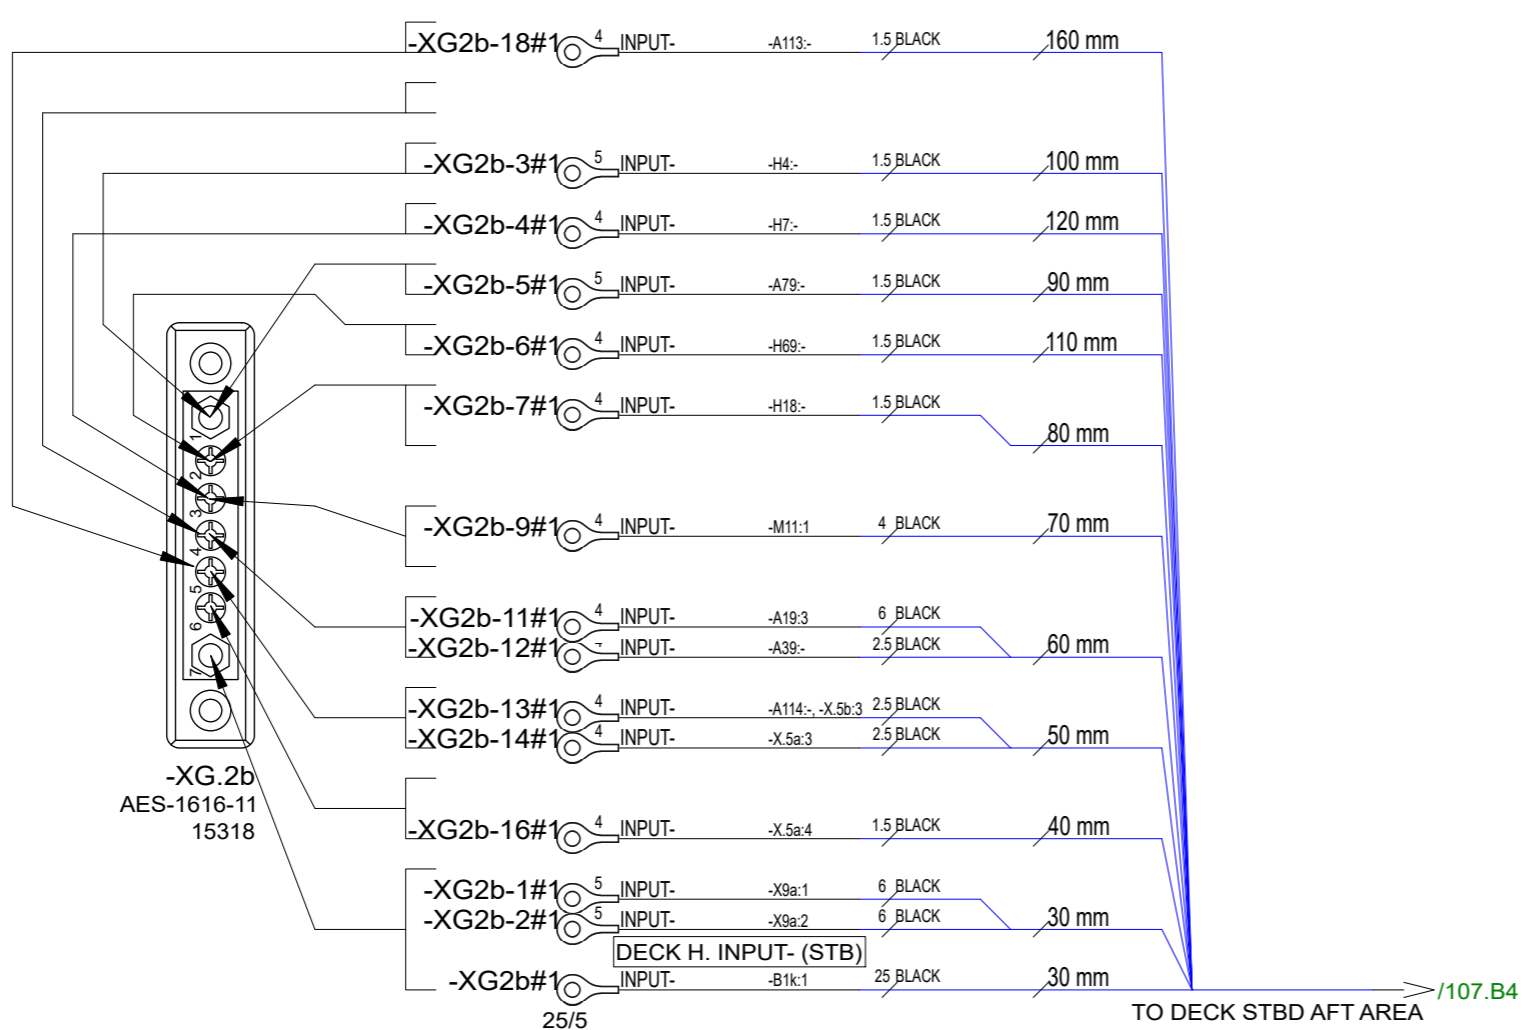 -XG2b-18#1 4 INPUT- -A113:- 1.5 BLACK 160 mm
-XG2b-3#1 5 INPUT- -H4:- 1.5 BLACK 100 mm
-XG2b-4#1 4 INPUT- -H7:- 1.5 BLACK 120 mm
-XG2b-5#1 5 INPUT- -A79:- 1.5 BLACK 90 mm
-XG2b-6#1 4 INPUT- -H69:- 1.5 BLACK 110 mm
-XG2b-7#1 4 INPUT- -H18:- 1.5 BLACK
80 mm
-XG2b-9#1 4 INPUT- -M11:1 4 BLACK 70 mm
-XG2b-11#1 4 INPUT- -A19:3 6 BLACK
-XG2b-12#1 INPUT- -A39:- 2.5 BLACK 60 mm
-XG2b-13#1 4 INPUT- -A114:-, -X.5b:3 2.5 BLACK
-XG2b-14#1 4 INPUT- -X.5a:3 2.5 BLACK 50 mm
-XG2b-16#1 4 INPUT- -X.5a:4 1.5 BLACK 40 mm
-XG2b-1#1 5 INPUT- -X9a:1 6 BLACK
-XG2b-2#1 5 INPUT- -X9a:2 6 BLACK 30 mm
DECK H. INPUT- (STB)
-XG2b#1 INPUT- -B1k:1 25 BLACK 30 mm
25/5
1
2
3
4
5
6
7
-XG.2b
AES-1616-11
15318
/107.B4
TO DECK STBD AFT AREA